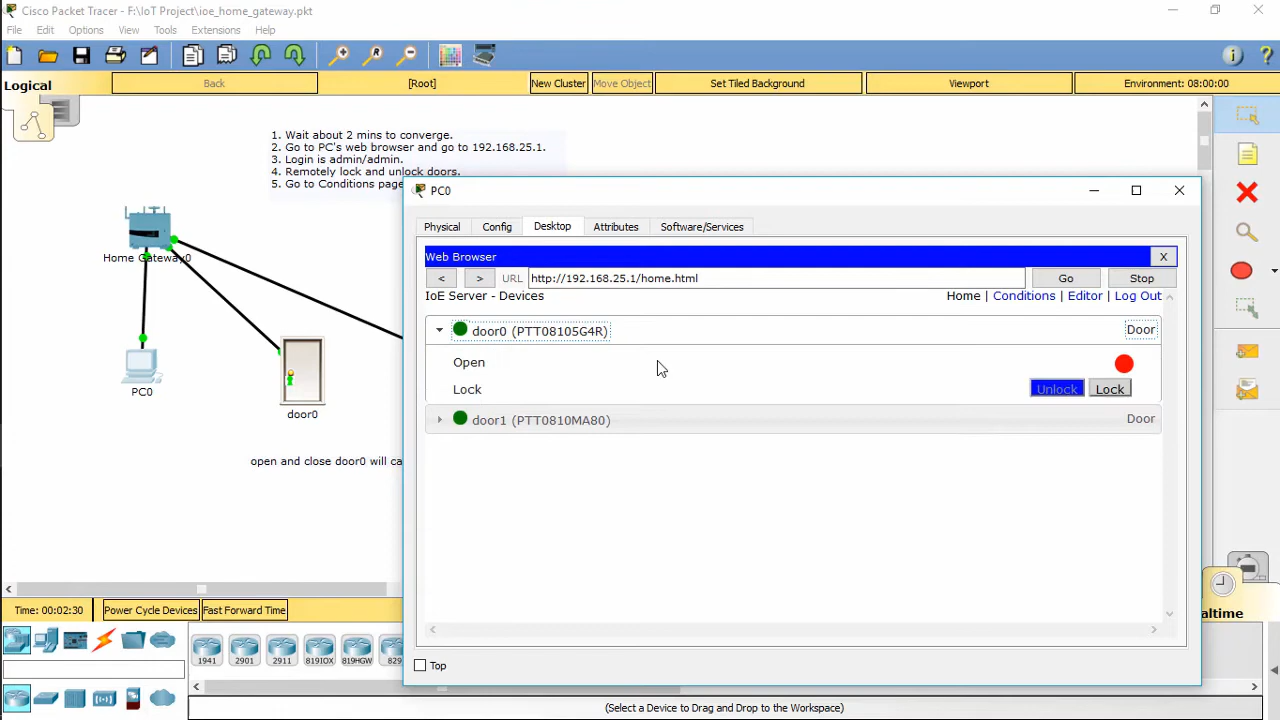 Cisco Packet Tracer - F:\IoT Project\ioe_home_gateway.pkt
File Edit Options View Tools Extensions Help
Logical Back [Root] New Cluster Move Object Set Tiled Background Viewport Environment: 08:00:00
1. Wait about 2 mins to converge.
2. Go to PC's web browser and go to 192.168.25.1.
3. Login is admin/admin.
4. Remotely lock and unlock doors.
5. Go to Conditions page
Home Gateway0
PC0
door0
open and close door0 will ca
PC0
Physical Config Desktop Attributes Software/Services
Web Browser X
< > URL http://192.168.25.1/home.html Go Stop
IoE Server - Devices Home | Conditions | Editor | Log Out
door0 (PTT08105G4R) Door
Open
Lock Unlock Lock
door1 (PTT0810MA80) Door
Top
Time: 00:02:30 Power Cycle Devices Fast Forward Time altime
1941 2901 2911 819IOX 819HGW 829
(Select a Device to Drag and Drop to the Workspace)